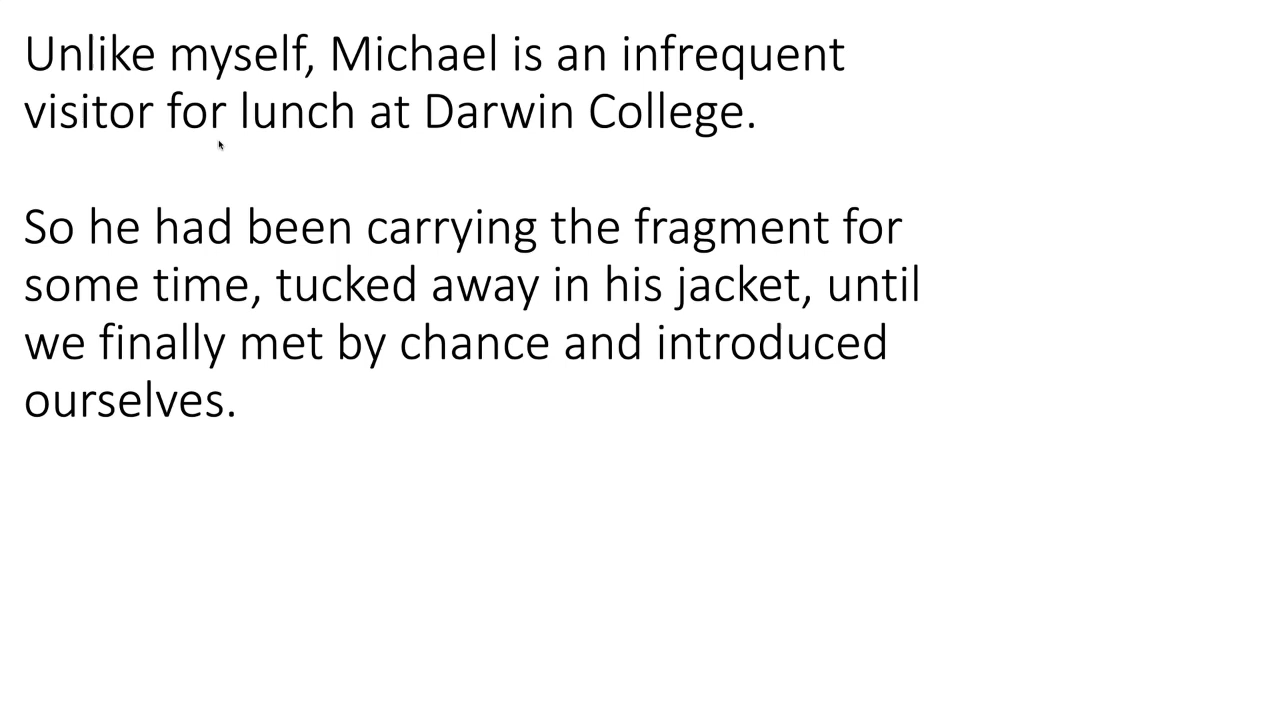 Unlike myself, Michael is an infrequent
visitor for lunch at Darwin College.
So he had been carrying the fragment for
some time, tucked away in his jacket, until
we finally met by chance and introduced
ourselves.